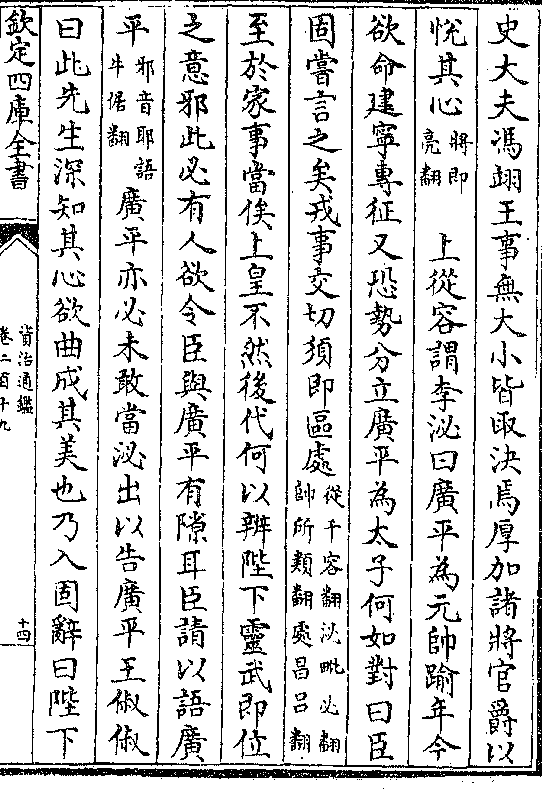 史大夫馮翊王事無大小皆取決焉厚加諸將官爵以
悅其心將即亮翻 上從容謂李泌曰廣平為元帥踰年今
欲命建寧專征又恐勢分立廣平為太子何如對曰臣
固嘗言之矣戎事交切須即區處從千容翻泌毗必翻帥所類翻處昌吕翻
至於家事當俟上皇不然後代何以辨陛下靈武即位
之意邪此必有人欲令臣與廣平有隙耳臣請以語廣
平邪音耶語牛倨翻廣平亦必未敢當泌出以告廣平王俶俶
曰此先生深知其心欲曲成其美也乃入固辭曰陛下
欽定四庫全書
資治通鑑
卷二百十九
十四